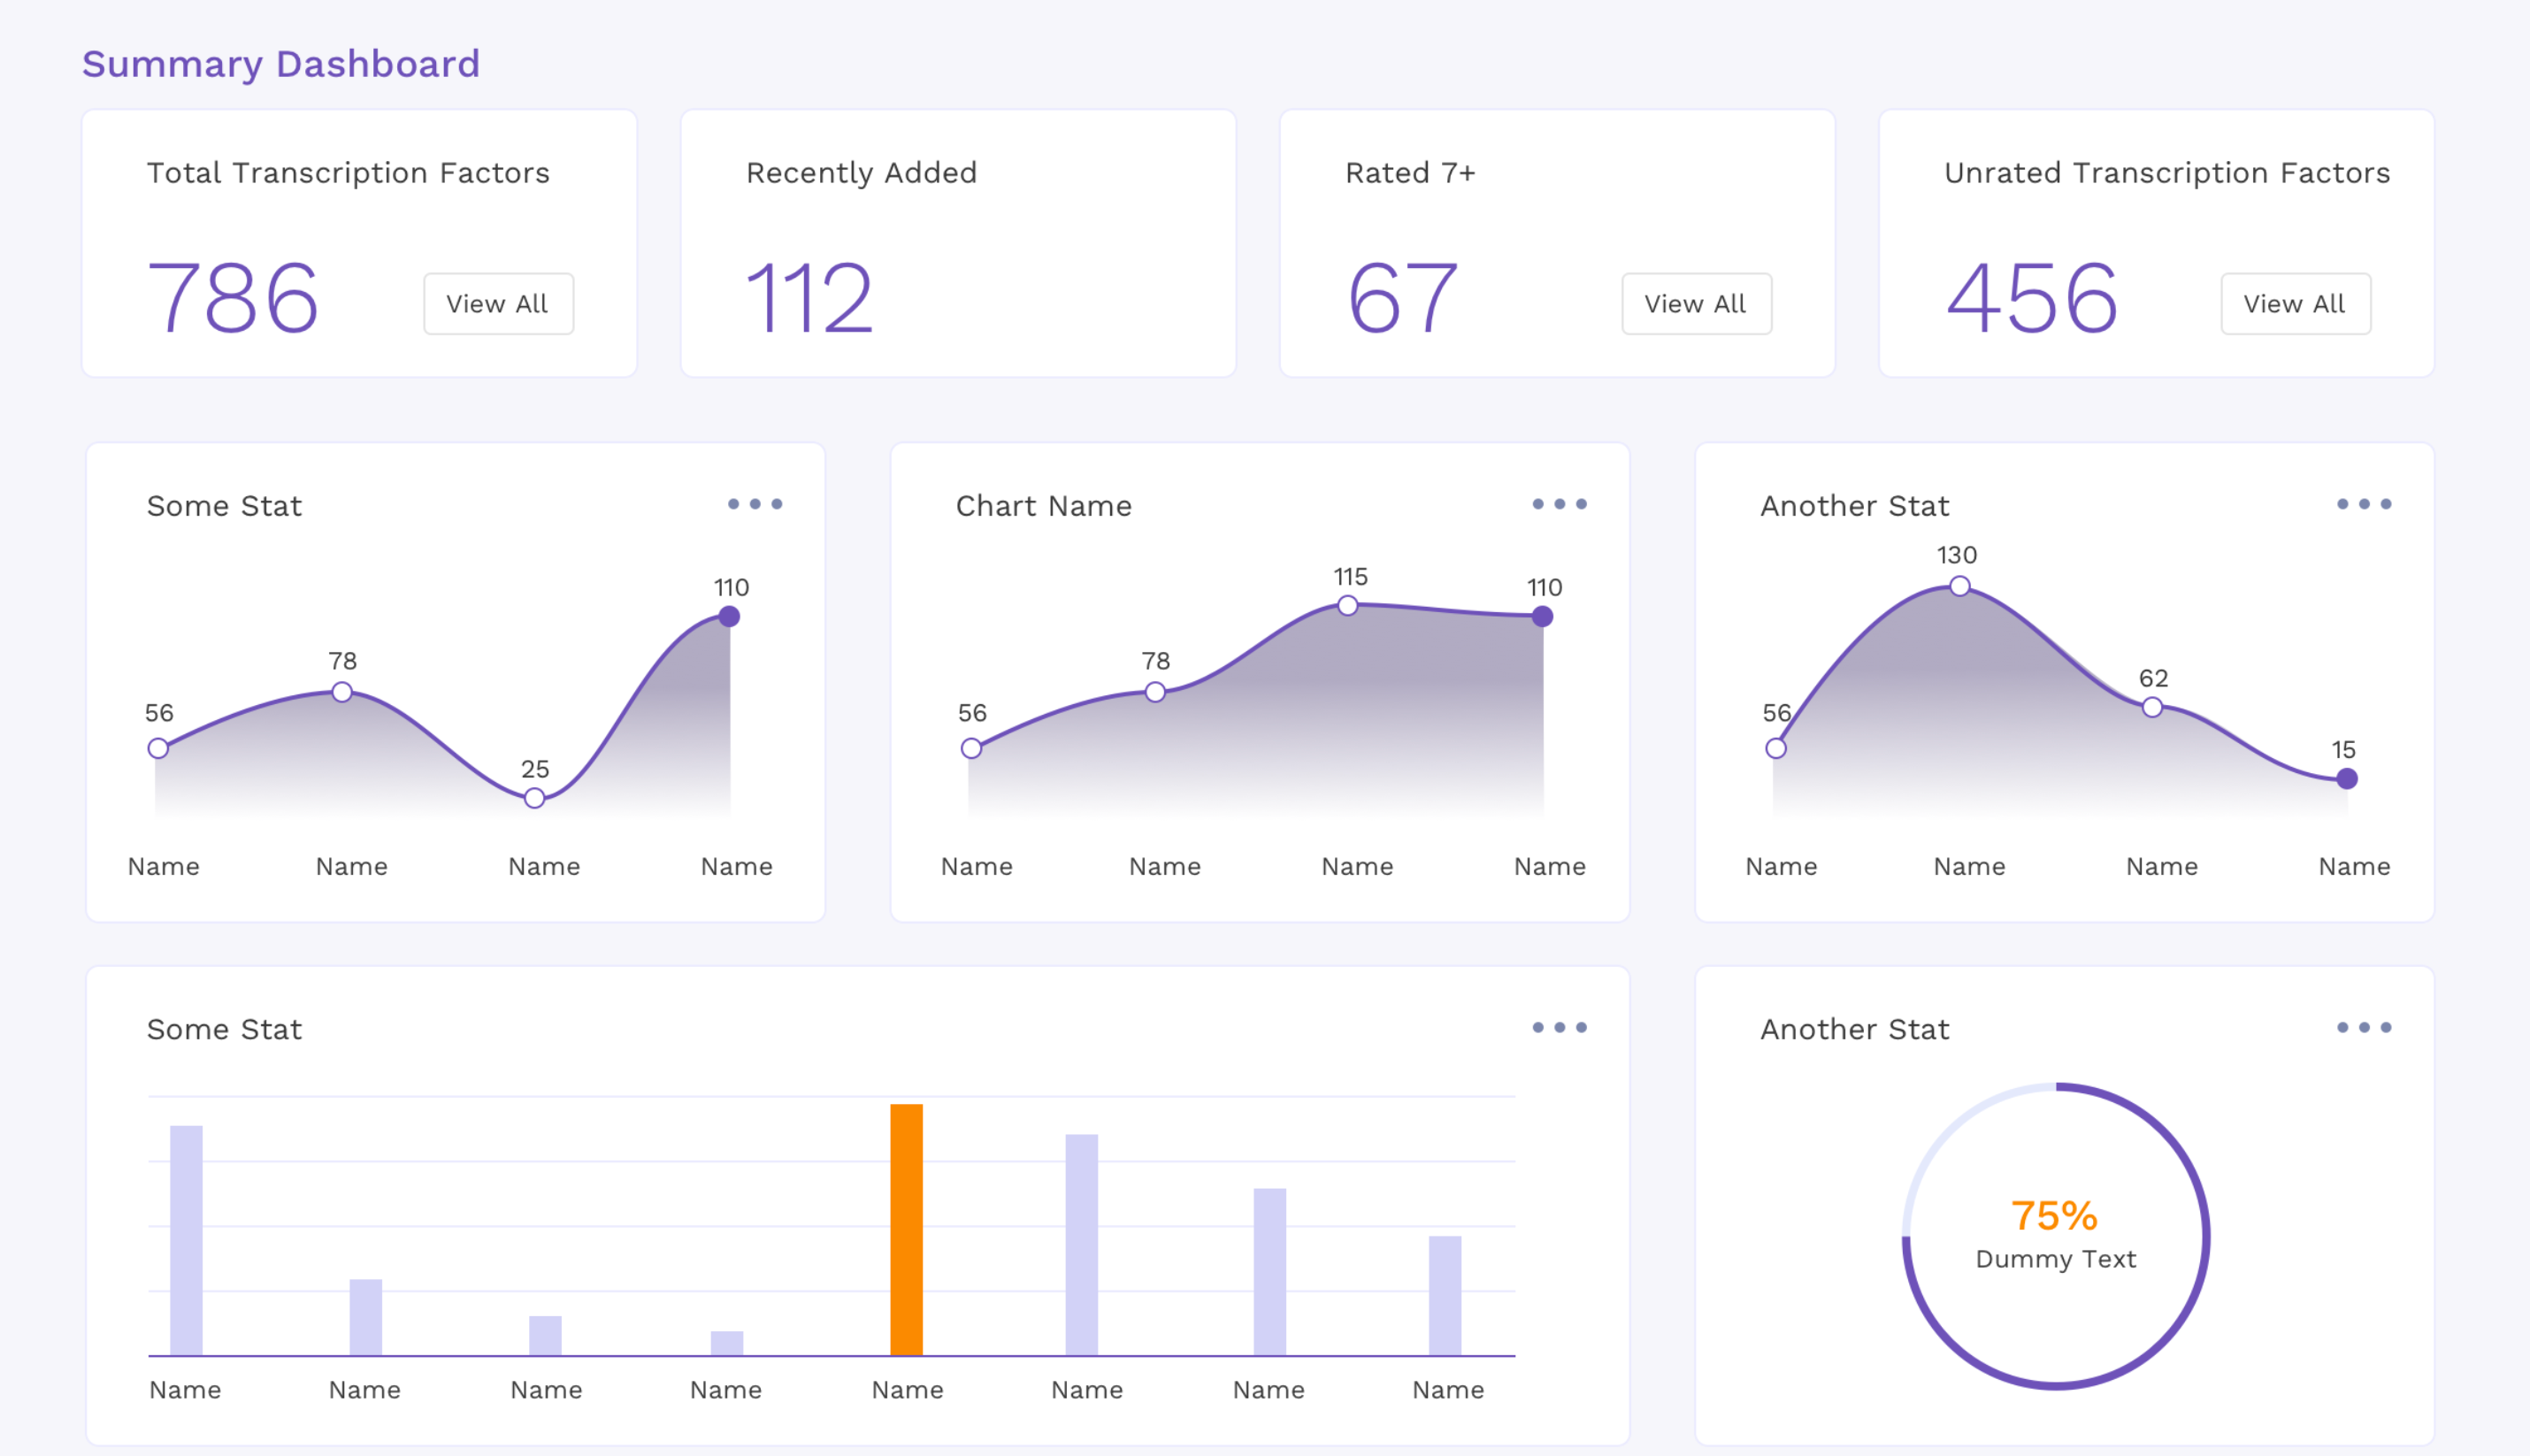 Summary Dashboard
Total Transcription Factors
786
View All
Recently Added
112
Rated 7+
67
View All
Unrated Transcription Factors
456
View All
Some Stat
56
78
25
110
Name Name Name Name
Chart Name
56
78
115
110
Name Name Name Name
Another Stat
56
130
62
15
Name Name Name Name
Some Stat
Name Name Name Name Name Name Name Name
Another Stat
75%
Dummy Text